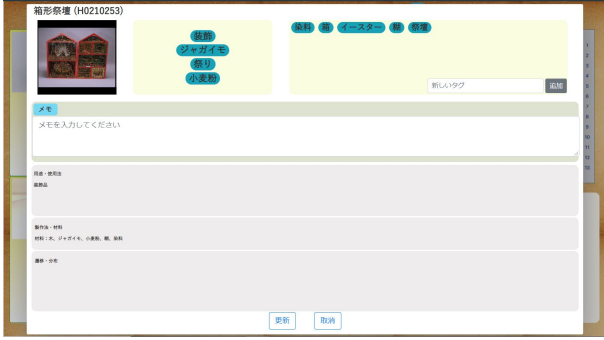 箱形祭壇 (H0210253)
装飾
ジャガイモ
祭り
小麦粉
染料 箱 イースター 糊 祭壇
新しいタグ 追加
メモ
メモを入力してください
用途・使用法
装飾品
製作法・材料
材料：木、ジャガイモ、小麦粉、糊、染料
遷移・分布
更新 取消